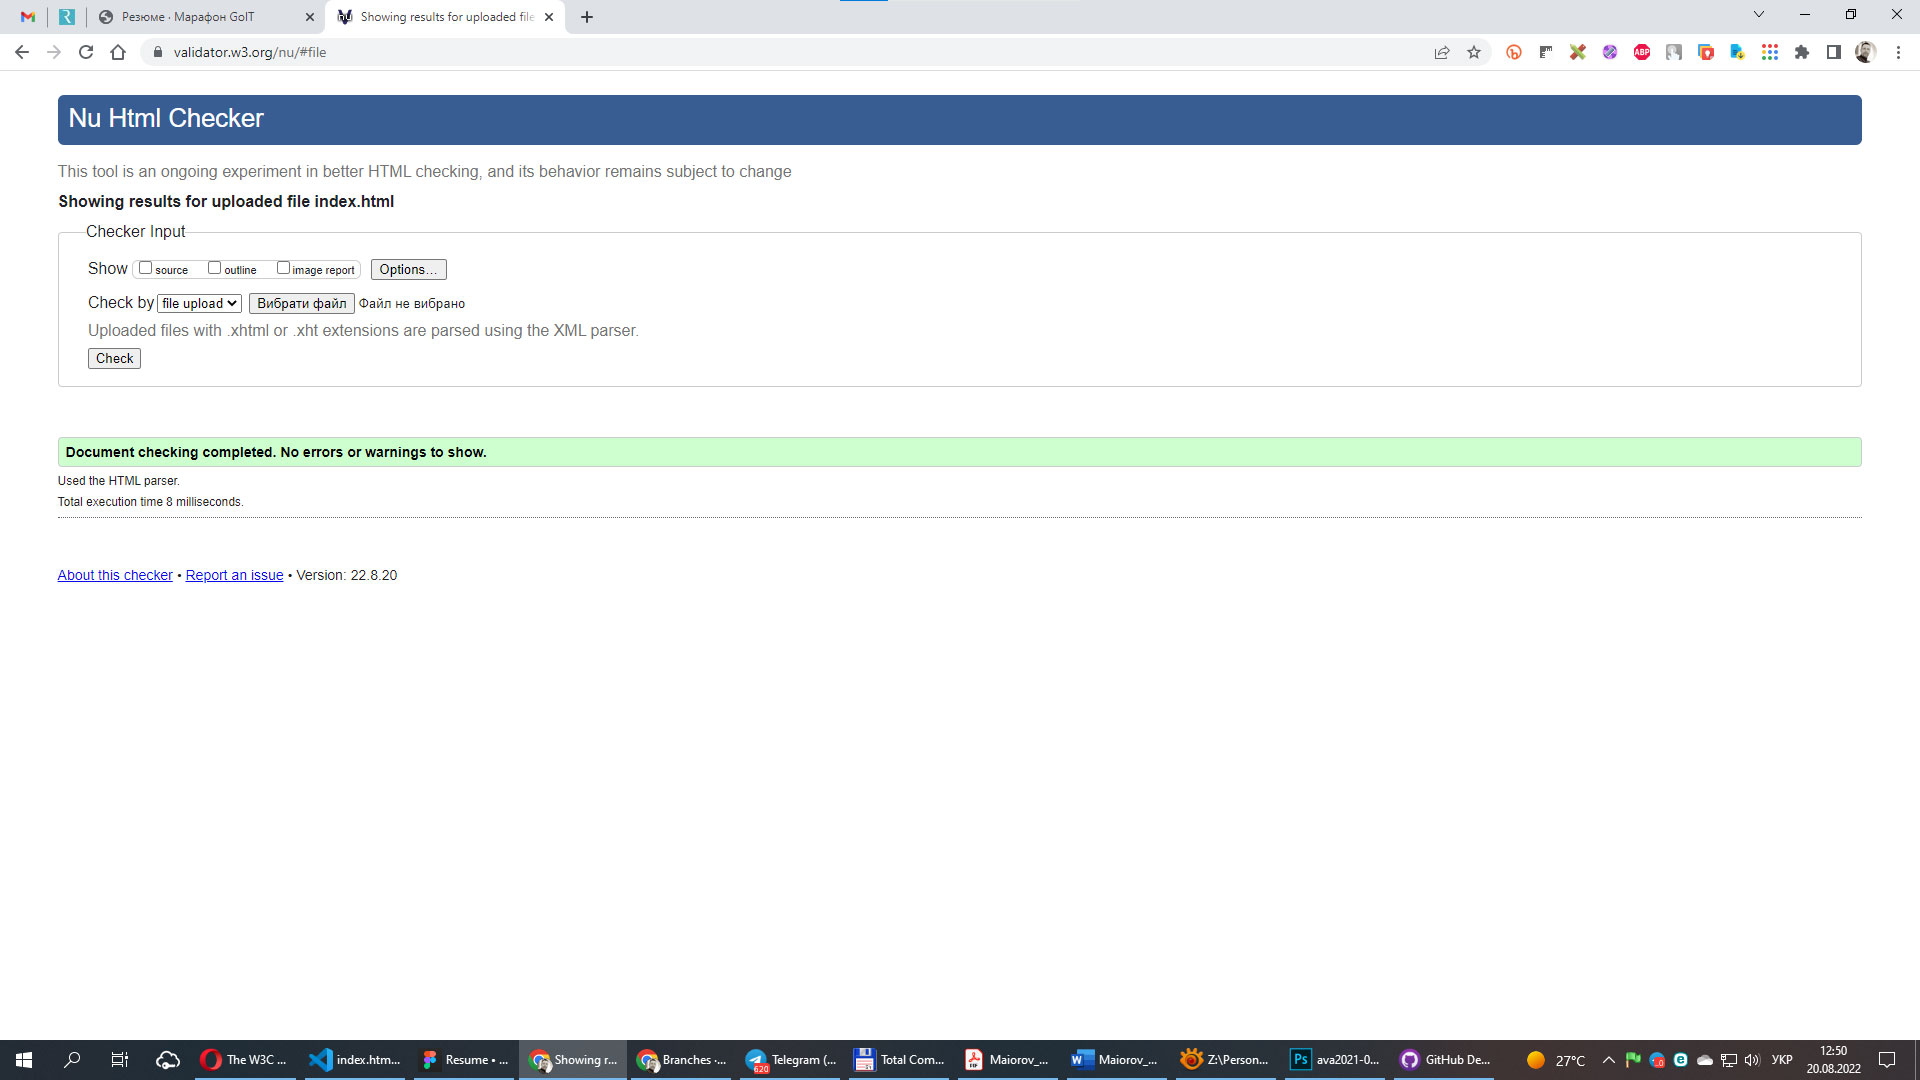 Резюме · Марафон GoIT
Showing results for uploaded file
validator.w3.org/nu/#file
ABP
Nu Html Checker
This tool is an ongoing experiment in better HTML checking, and its behavior remains subject to change
Showing results for uploaded file index.html
Checker Input
Show source outline image report Options...
Check by file upload Вибрати файл Файл не вибрано
Uploaded files with .xhtml or .xht extensions are parsed using the XML parser.
Check
Document checking completed. No errors or warnings to show.
Used the HTML parser.
Total execution time 8 milliseconds.
About this checker • Report an issue • Version: 22.8.20
The W3C ...
index.htm...
Resume • ...
Showing r...
Branches ·...
620
Telegram (...
Total Com...
Maiorov_...
Maiorov_...
Z:\Person...
Ps
ava2021-0...
GitHub De...
27°C
УКР
12:50
20.08.2022